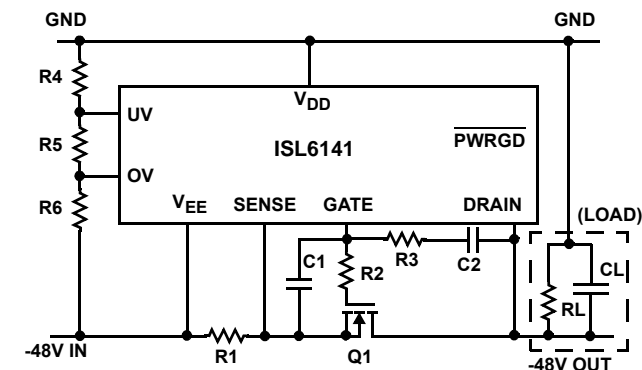 GND
GND
R4
VDD
UV
R5
ISL6141
PWRGD
OV
R6
VEE
SENSE
GATE
DRAIN
(LOAD)
C1
R2
R3
C2
CL
RL
-48V IN
R1
Q1
-48V OUT